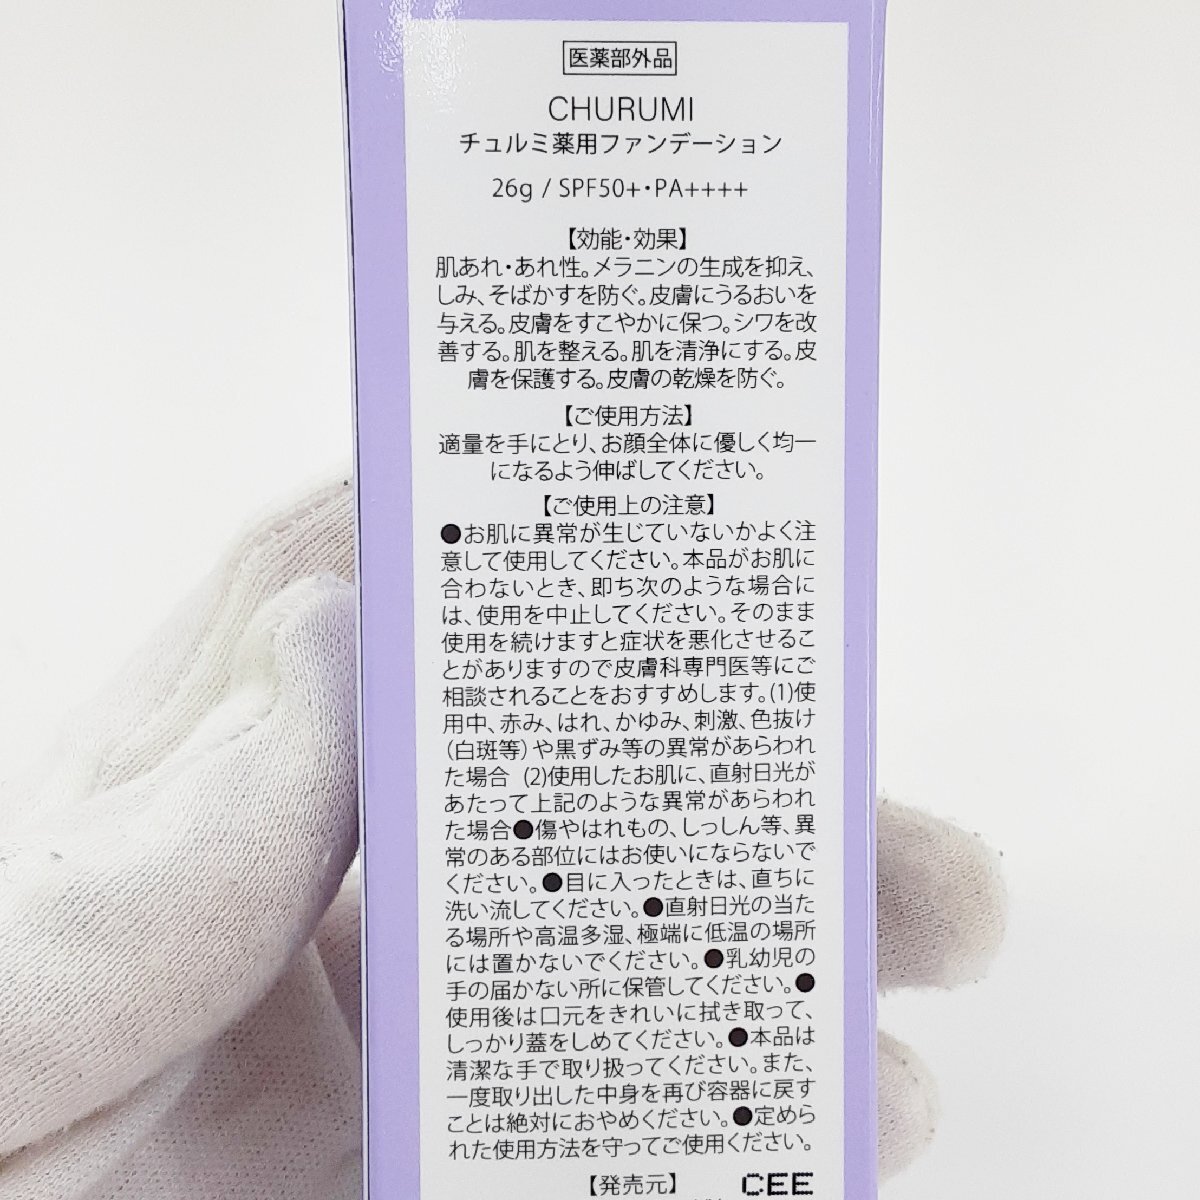 医薬部外品
CHURUMI
チュルミ薬用ファンデーション
26g / SPF50+・PA++++
【効能・効果】
肌あれ・あれ性。メラニンの生成を抑え、
しみ、そばかすを防ぐ。皮膚にうるおいを
与える。皮膚をすこやかに保つ。シワを改
善する。肌を整える。肌を清浄にする。皮
膚を保護する。皮膚の乾燥を防ぐ。
【ご使用方法】
適量を手にとり、お顔全体に優しく均一
になるよう伸ばしてください。
【ご使用上の注意】
●お肌に異常が生じていないかよく注
意して使用してください。本品がお肌に
合わないとき、即ち次のような場合に
は、使用を中止してください。そのまま
使用を続けますと症状を悪化させるこ
とがありますので皮膚科専門医等にご
相談されることをおすすめします。(1)使
用中、赤み、はれ、かゆみ、刺激、色抜け
(白斑等)や黒ずみ等の異常があらわれ
た場合 (2)使用したお肌に、直射日光が
あたって上記のような異常があらわれ
た場合●傷やはれもの、しっしん等、異
常のある部位にはお使いにならないで
ください。●目に入ったときは、直ちに
洗い流してください。●直射日光の当た
る場所や高温多湿、極端に低温の場所
には置かないでください。●乳幼児の
手の届かない所に保管してください。●
使用後は口元をきれいに拭き取って、
しっかり蓋をしめてください。●本品は
清潔な手で取り扱ってください。また、
一度取り出した中身を再び容器に戻す
ことは絶対におやめください。●定めら
れた使用方法を守ってご使用ください。
【発売元】 CEE